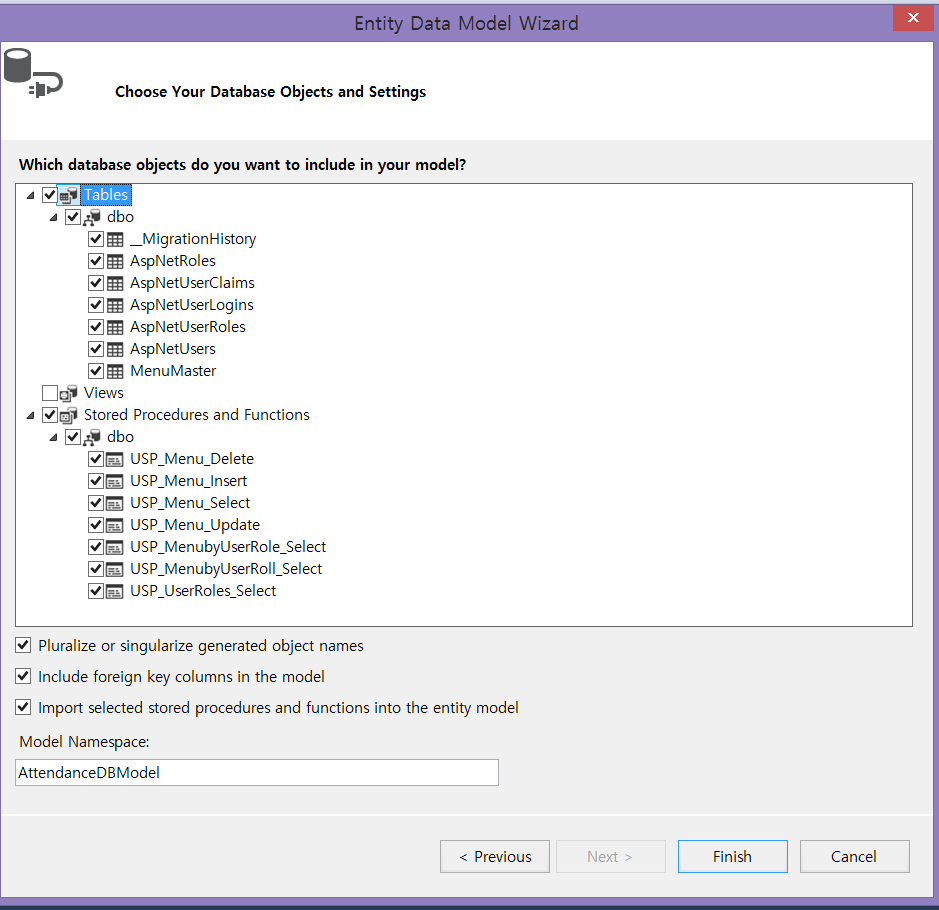 Entity Data Model Wizard
Choose Your Database Objects and Settings
Which database objects do you want to include in your model?
Tables
dbo
__MigrationHistory
AspNetRoles
AspNetUserClaims
AspNetUserLogins
AspNetUserRoles
AspNetUsers
MenuMaster
Views
Stored Procedures and Functions
dbo
USP_Menu_Delete
USP_Menu_Insert
USP_Menu_Select
USP_Menu_Update
USP_MenubyUserRole_Select
USP_MenubyUserRoll_Select
USP_UserRoles_Select
Pluralize or singularize generated object names
Include foreign key columns in the model
Import selected stored procedures and functions into the entity model
Model Namespace:
AttendanceDBModel
< Previous Next > Finish Cancel